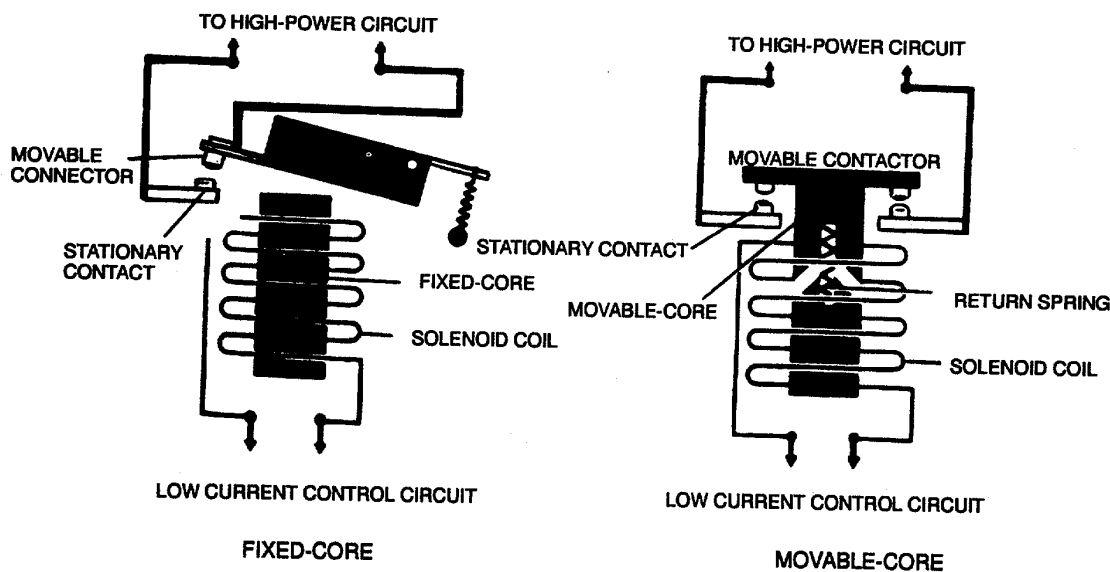 TO HIGH-POWER CIRCUIT
MOVABLE
CONNECTOR
STATIONARY
CONTACT
FIXED-CORE
SOLENOID COIL
LOW CURRENT CONTROL CIRCUIT
FIXED-CORE
TO HIGH-POWER CIRCUIT
MOVABLE CONTACTOR
STATIONARY CONTACT
MOVABLE-CORE
RETURN SPRING
SOLENOID COIL
LOW CURRENT CONTROL CIRCUIT
MOVABLE-CORE